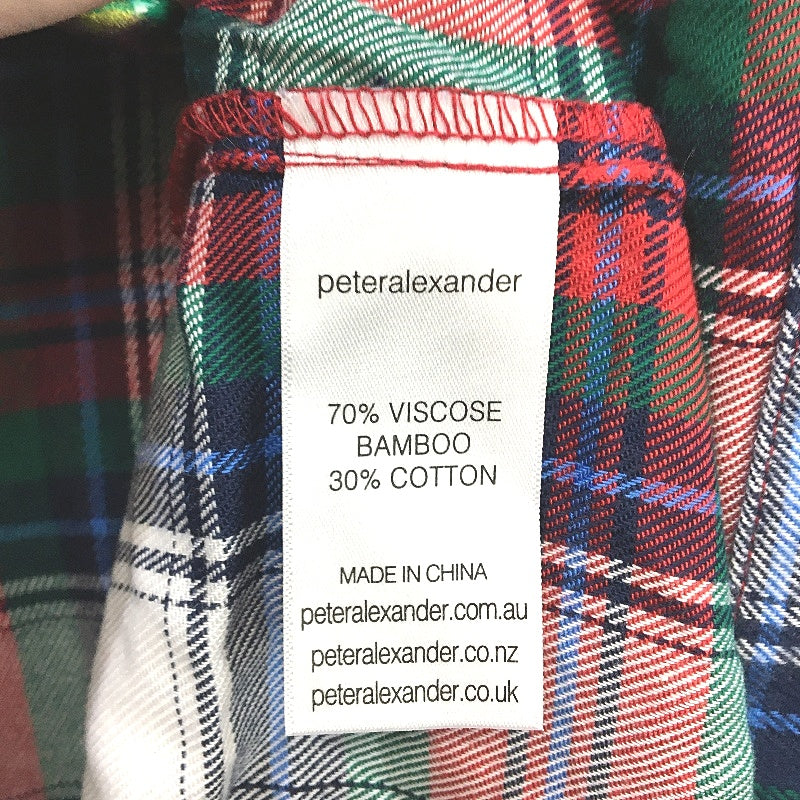 peteralexander
70% VISCOSE
BAMBOO
30% COTTON
MADE IN CHINA
peteralexander.com.au
peteralexander.co.nz
peteralexander.co.uk